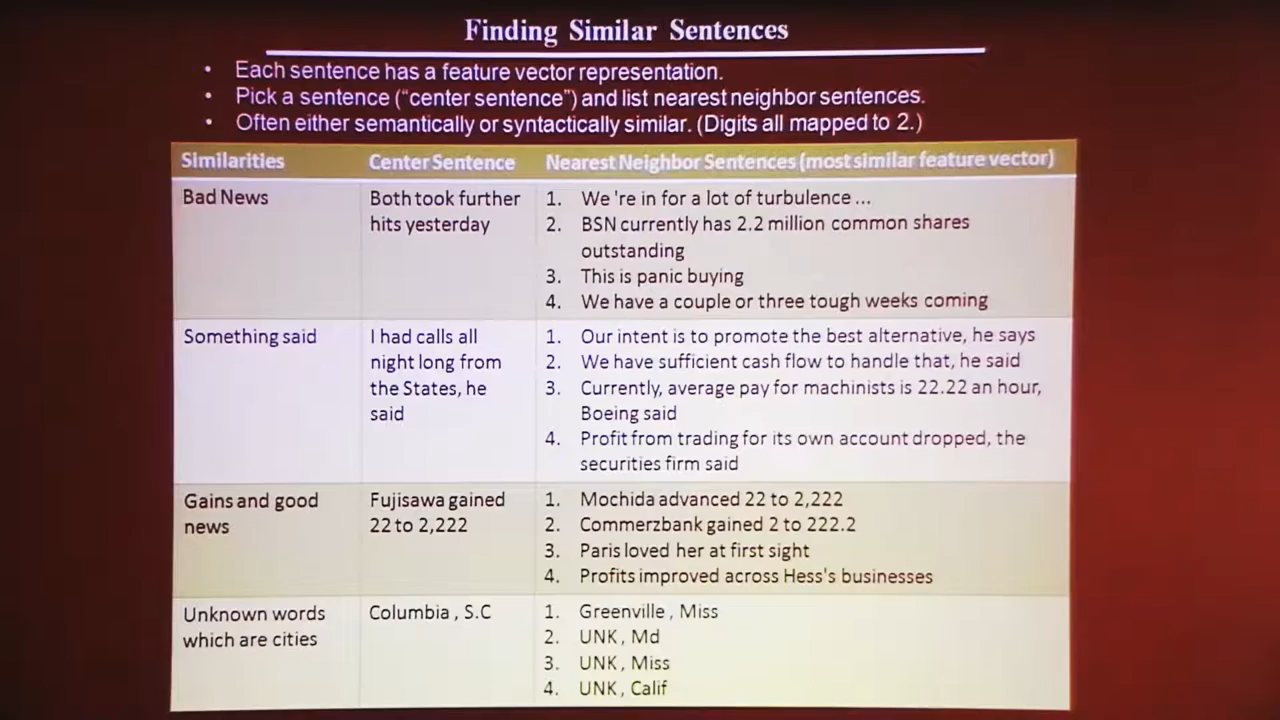 Finding Similar Sentences
• Each sentence has a feature vector representation.
• Pick a sentence ("center sentence") and list nearest neighbor sentences.
• Often either semantically or syntactically similar. (Digits all mapped to 2.)
Similarities Center Sentence Nearest Neighbor Sentences (most similar feature vector)
Bad News
Both took further
hits yesterday
1. We 're in for a lot of turbulence ...
2. BSN currently has 2.2 million common shares
outstanding
3. This is panic buying
4. We have a couple or three tough weeks coming
Something said
I had calls all
night long from
the States, he
said
1. Our intent is to promote the best alternative, he says
2. We have sufficient cash flow to handle that, he said
3. Currently, average pay for machinists is 22.22 an hour,
Boeing said
4. Profit from trading for its own account dropped, the
securities firm said
Gains and good
news
Fujisawa gained
22 to 2,222
1. Mochida advanced 22 to 2,222
2. Commerzbank gained 2 to 222.2
3. Paris loved her at first sight
4. Profits improved across Hess's businesses
Unknown words
which are cities
Columbia , S.C
1. Greenville , Miss
2. UNK , Md
3. UNK , Miss
4. UNK , Calif